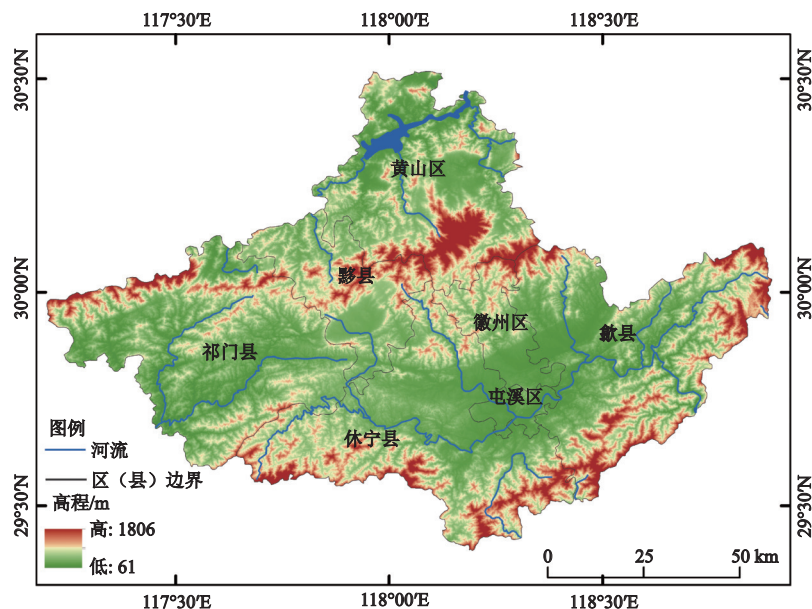 117°30′E 118°00′E 118°30′E
30°30′N 30°30′N
黄山区
黟县
30°00′N 30°00′N
徽州区
歙县
祁门县
屯溪区
图例
休宁县
河流
区（县）边界
高程/m
29°30′N 29°30′N
高: 1806
低: 61
0 25 50 km
117°30′E 118°00′E 118°30′E